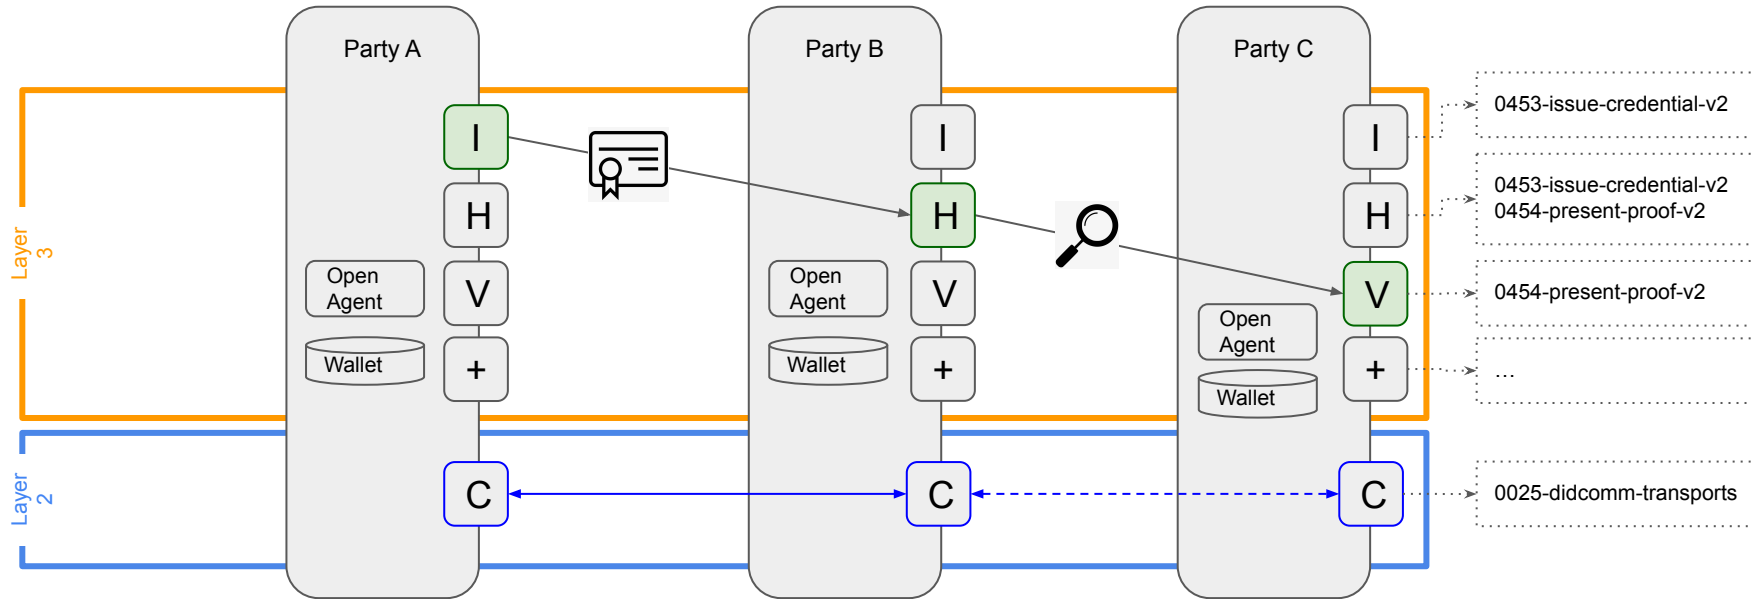 Party A
Party B
Party C
Layer
3
I
H
V
+
Open
Agent
Wallet
I
H
V
+
Open
Agent
Wallet
I
H
V
+
Open
Agent
Wallet
0453-issue-credential-v2
0453-issue-credential-v2
0454-present-proof-v2
0454-present-proof-v2
...
Layer
2
C
C
C
0025-didcomm-transports